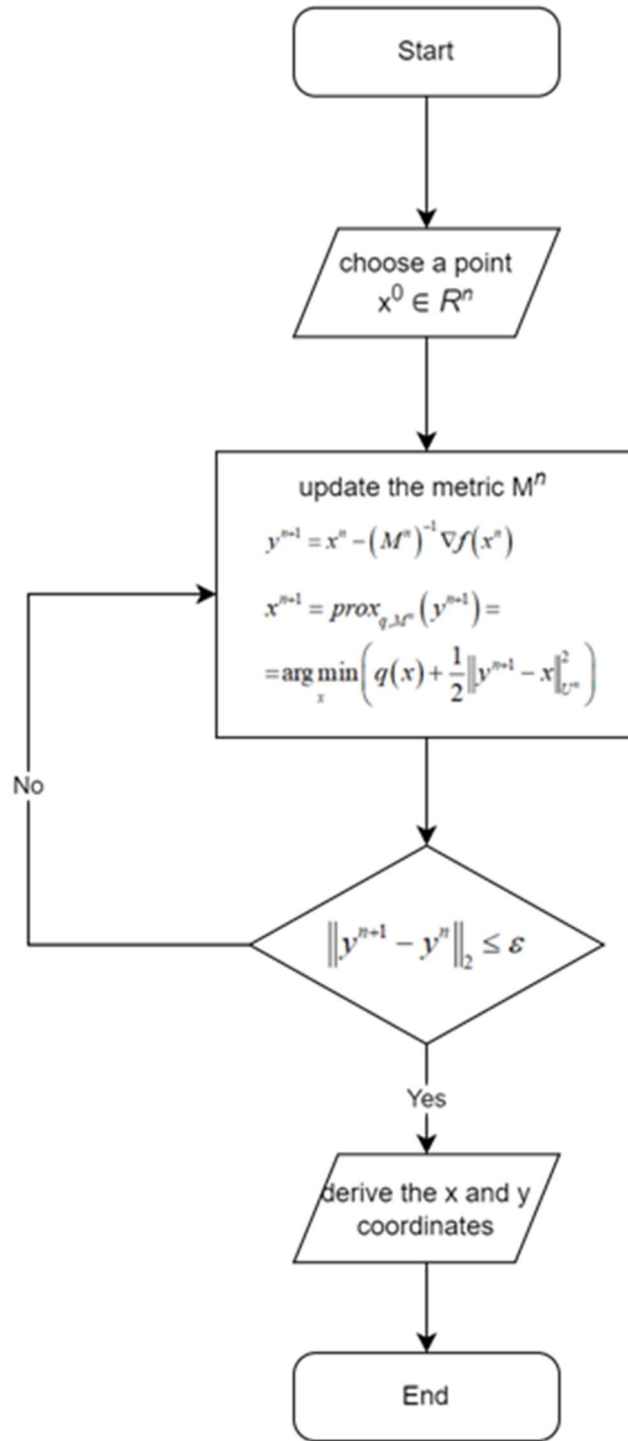 Start
choose a point
x⁰ ∈ Rⁿ
update the metric Mⁿ
yⁿ⁺¹ = xⁿ − (Mⁿ)⁻¹ ∇f(xⁿ)
xⁿ⁺¹ = prox_{q,Mⁿ}(yⁿ⁺¹) =
= arg min_x ( q(x) + 1/2 ‖yⁿ⁺¹ − x‖²_{Uⁿ} )
No
‖yⁿ⁺¹ − yⁿ‖₂ ≤ ε
Yes
derive the x and y
coordinates
End